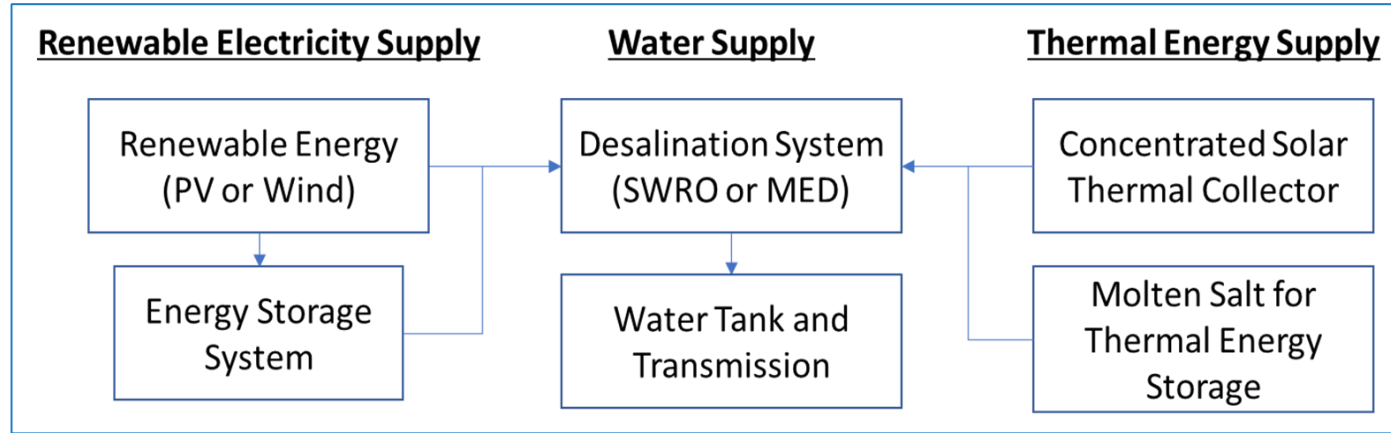 Renewable Electricity Supply
Water Supply
Thermal Energy Supply
Renewable Energy
(PV or Wind)
Desalination System
(SWRO or MED)
Concentrated Solar
Thermal Collector
Energy Storage
System
Water Tank and
Transmission
Molten Salt for
Thermal Energy
Storage